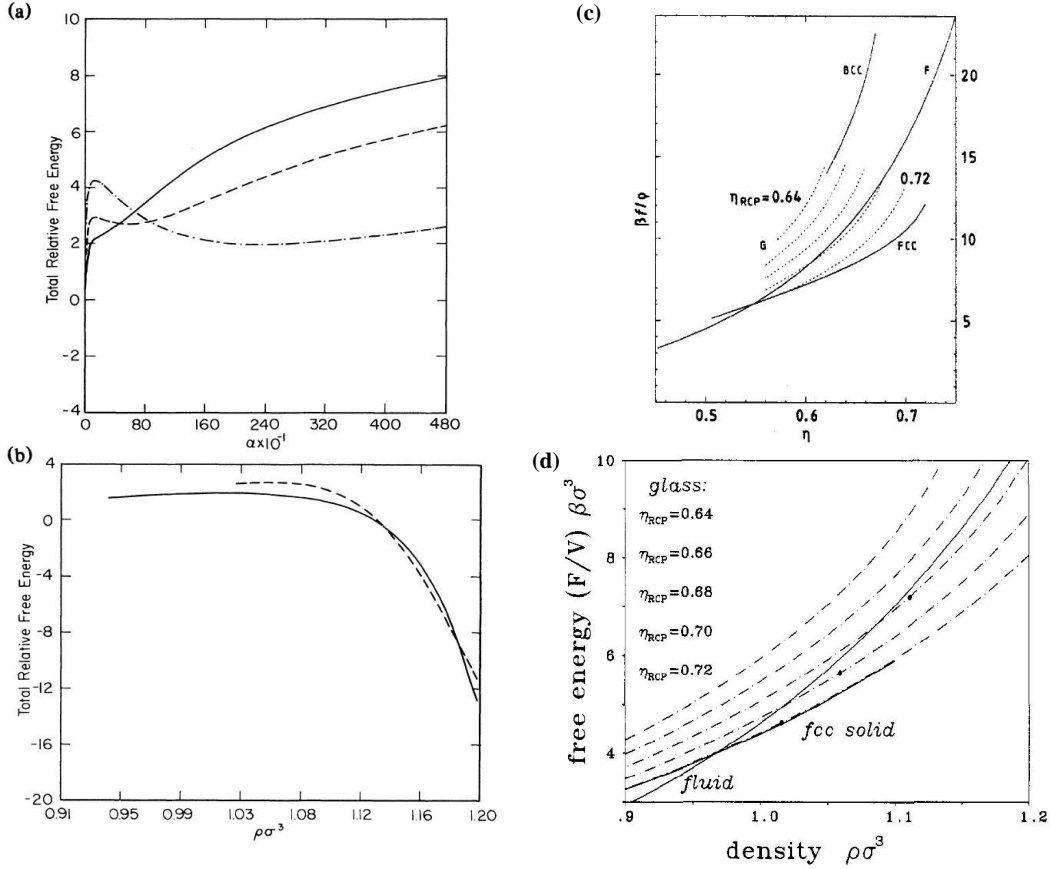 (a)
10
8
6
4
2
0
-2
-4
Total Relative Free Energy
0 80 160 240 320 400 480
α×10⁻¹
(b)
4
0
-4
-8
-12
-16
-20
Total Relative Free Energy
0.91 0.95 0.99 1.03 1.08 1.12 1.16 1.20
ρσ³
(c)
BCC
F
20
15
η_RCP=0.64
0.72
G
FCC
10
5
βf/ρ
0.5 0.6 0.7
η
(d)
10
8
6
4
free energy (F/V) βσ³
glass:
η_RCP=0.64
η_RCP=0.66
η_RCP=0.68
η_RCP=0.70
η_RCP=0.72
fcc solid
fluid
.9 1.0 1.1 1.2
density ρσ³